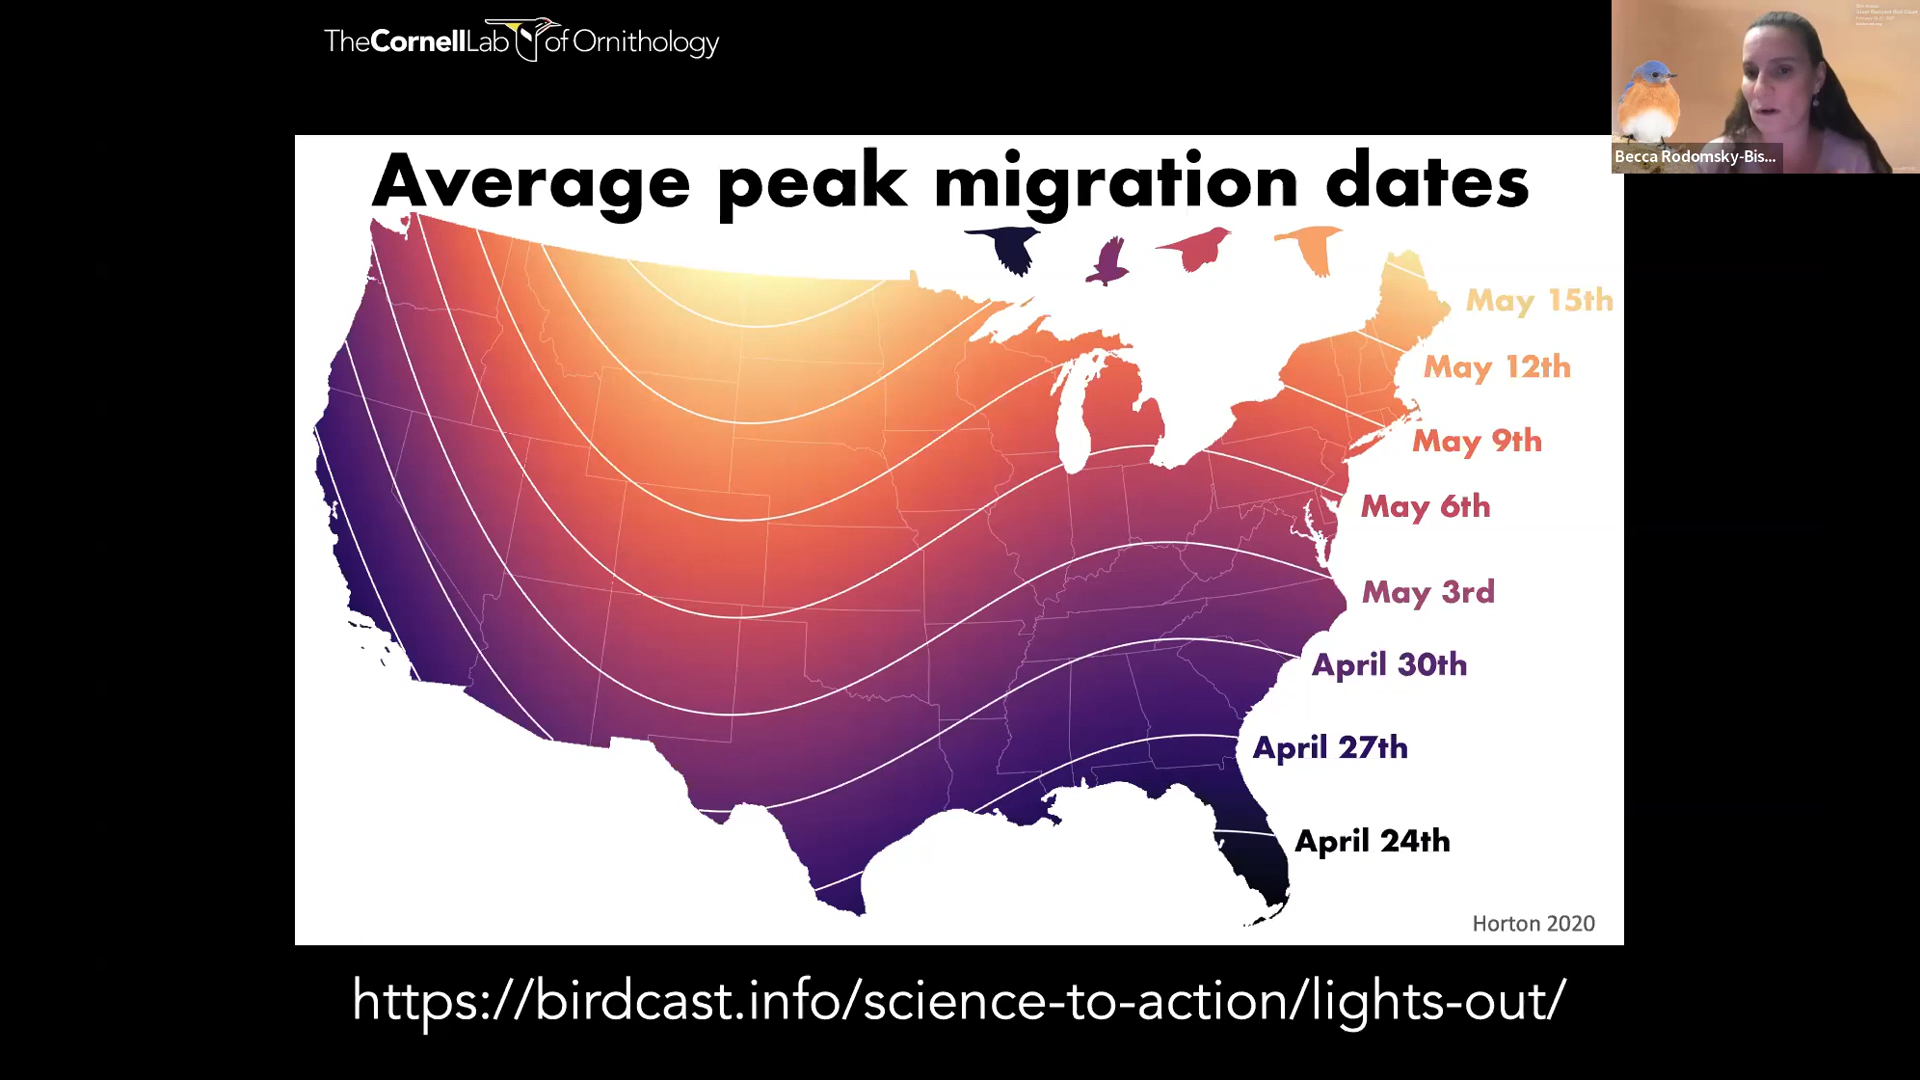 TheCornellLab of Ornithology
Becca Rodomsky-Bis...
Average peak migration dates
May 15th
May 12th
May 9th
May 6th
May 3rd
April 30th
April 27th
April 24th
Horton 2020
https://birdcast.info/science-to-action/lights-out/